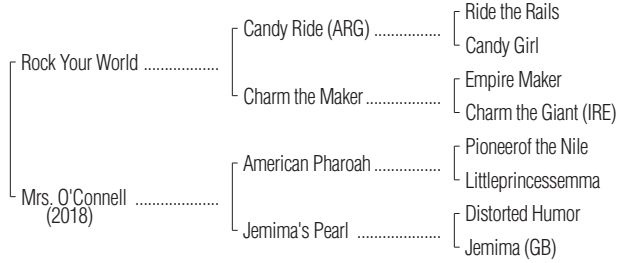 Ride the Rails
Candy Ride (ARG) ................
Candy Girl
Rock Your World ..................
Empire Maker
Charm the Maker ..................
Charm the Giant (IRE)
Pioneerof the Nile
American Pharoah ................
Littleprincessemma
Mrs. O'Connell ....................
(2018)
Distorted Humor
Jemima's Pearl ....................
Jemima (GB)